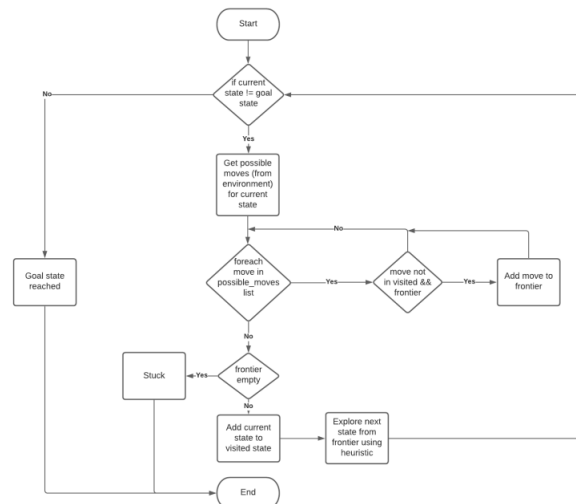 Start
if current
state != goal
state
No
Yes
Get possible
moves (from
environment)
for current
state
No
foreach
move in
possible_moves
list
Yes
move not
in visited &&
frontier
Yes
Add move to
frontier
Goal state
reached
No
Stuck
Yes
frontier
empty
No
Add current
state to
visited state
Explore next
state from
frontier using
heuristic
End